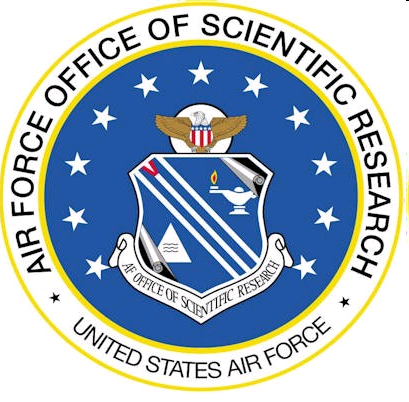 AIR FORCE OFFICE OF SCIENTIFIC RESEARCH
AF OFFICE OF SCIENTIFIC RESEARCH
UNITED STATES AIR FORCE